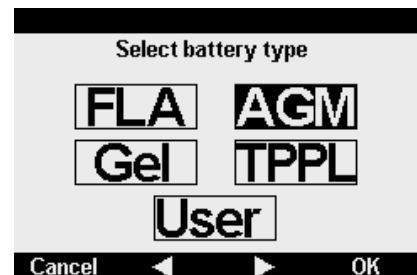 Select battery type
FLA AGM
Gel TPPL
User
Cancel OK